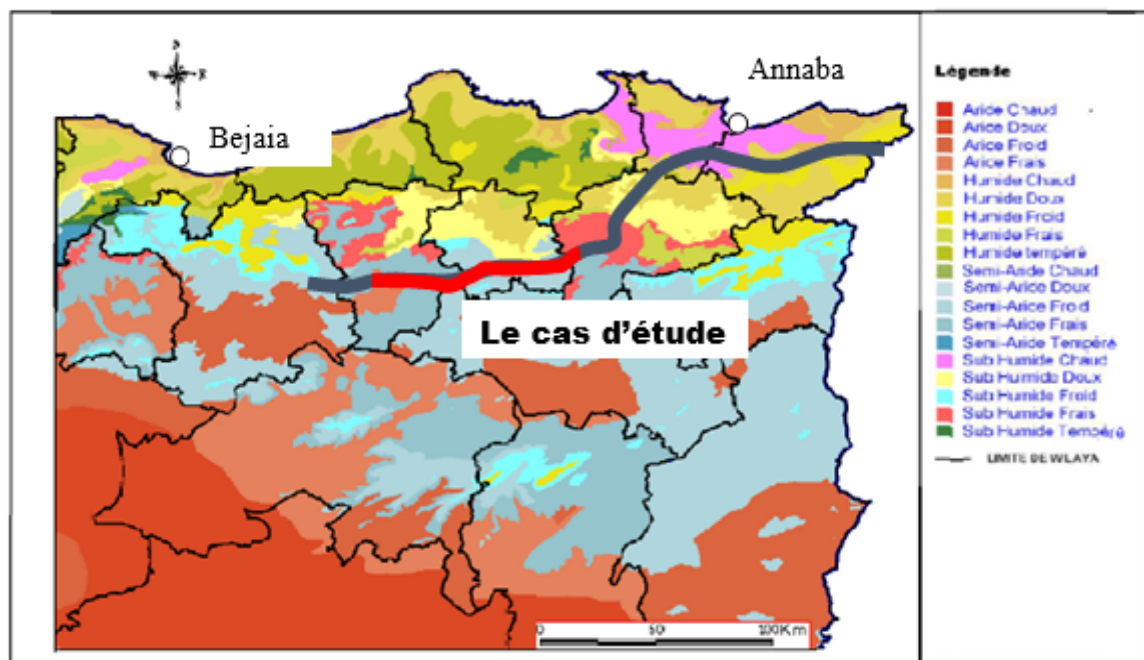 Annaba
Bejaia
Le cas d'étude
0 50 100Km
Légende
Aride Chaud
Aride Doux
Aride Froid
Aride Frais
Humide Chaud
Humide Doux
Humide Froid
Humide Frais
Humide tempéré
Semi-Aride Chaud
Semi-Aride Doux
Semi-Aride Froid
Semi-Aride Frais
Semi-Aride Tempéré
Sub Humide Chaud
Sub Humide Doux
Sub Humide Froid
Sub Humide Frais
Sub Humide Tempéré
LIMITE DE WILAYA